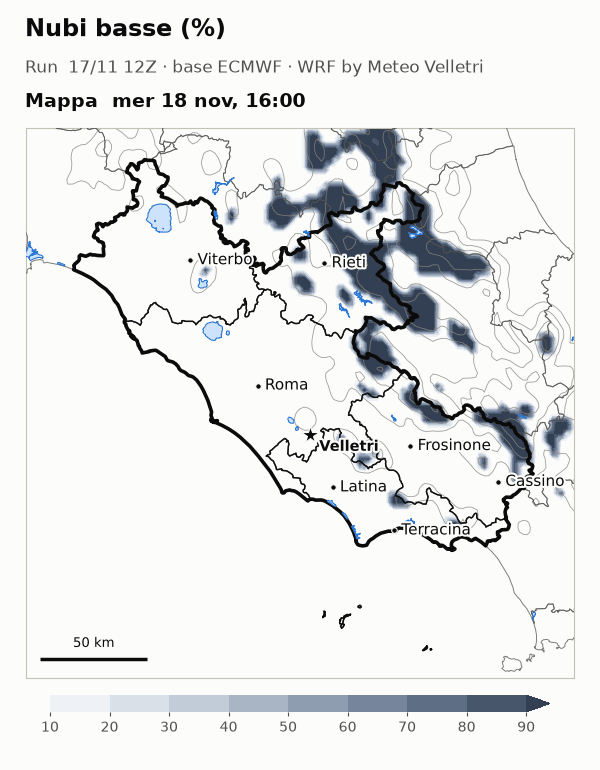 Nubi basse (%)
Run  17/11 12Z · base ECMWF · WRF by Meteo Velletri
Mappa  mer 18 nov, 16:00
Viterbo
Rieti
Roma
Velletri
Frosinone
Latina
Cassino
Terracina
50 km
10 20 30 40 50 60 70 80 90